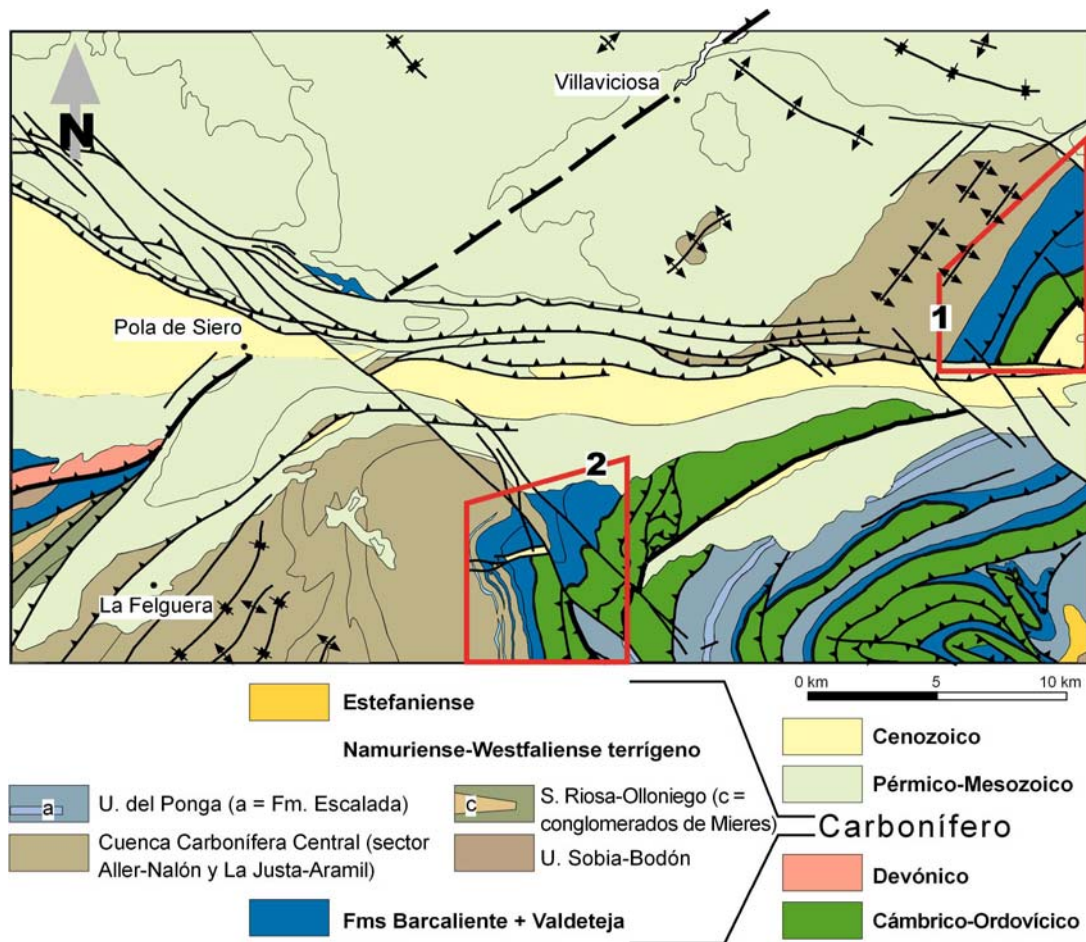 N
Villaviciosa
Pola de Siero
1
2
La Felguera
0 km 5 10 km
Estefaniense
Namuriense-Westfaliense terrígeno
a
U. del Ponga (a = Fm. Escalada)
Cuenca Carbonífera Central (sector
Aller-Nalón y La Justa-Aramil)
c
S. Riosa-Olloniego (c =
conglomerados de Mieres)
U. Sobia-Bodón
Fms Barcaliente + Valdeteja
Cenozoico
Pérmico-Mesozoico
Carbonífero
Devónico
Cámbrico-Ordovícico